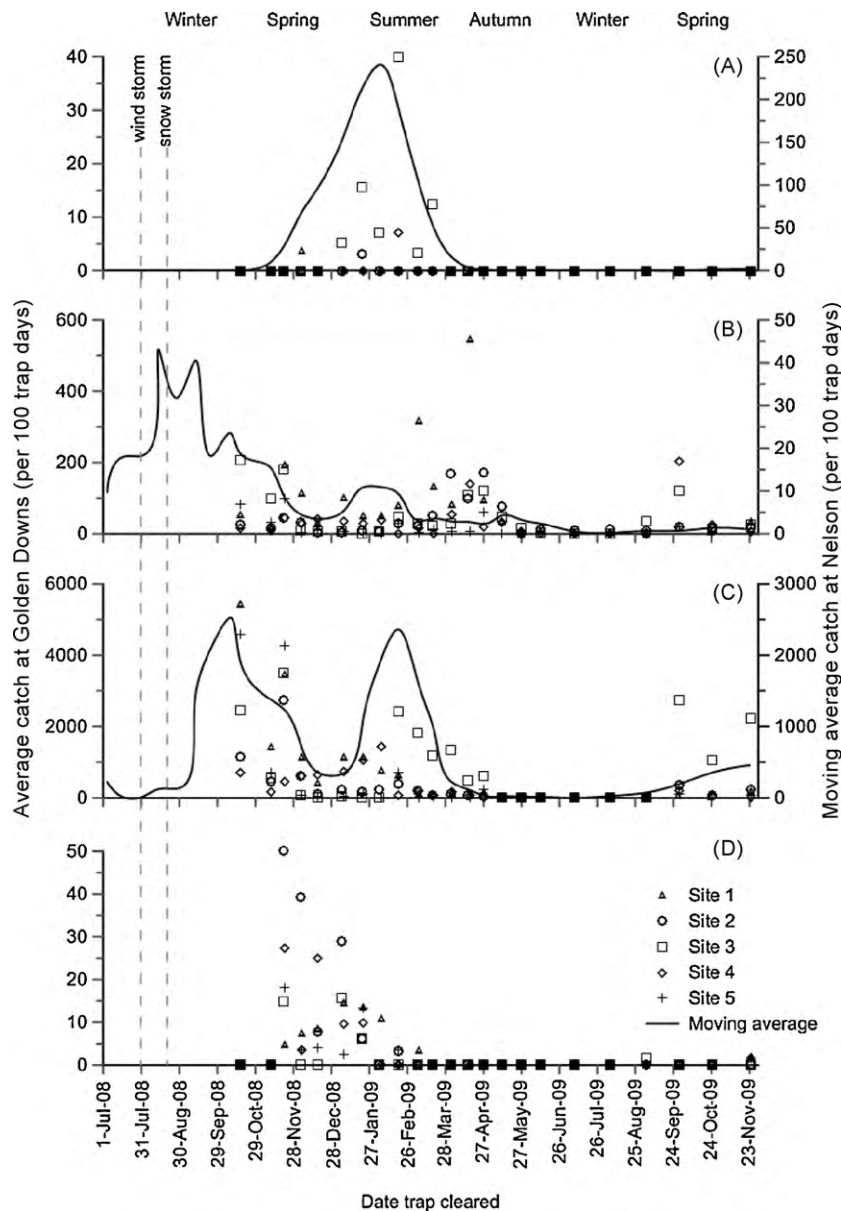 Winter Spring Summer Autumn Winter Spring
wind storm
snow storm
(A)
40
30
20
10
0
250
200
150
100
50
0
(B)
600
400
200
0
50
40
30
20
10
0
(C)
6000
4000
2000
0
3000
2000
1000
0
(D)
50
40
30
20
10
0
Average catch at Golden Downs (per 100 trap days)
Moving average catch at Nelson (per 100 trap days)
Site 1
Site 2
Site 3
Site 4
Site 5
Moving average
1-Jul-08
31-Jul-08
30-Aug-08
29-Sep-08
29-Oct-08
28-Nov-08
28-Dec-08
27-Jan-09
26-Feb-09
28-Mar-09
27-Apr-09
27-May-09
26-Jun-09
26-Jul-09
25-Aug-09
24-Sep-09
24-Oct-09
23-Nov-09
Date trap cleared